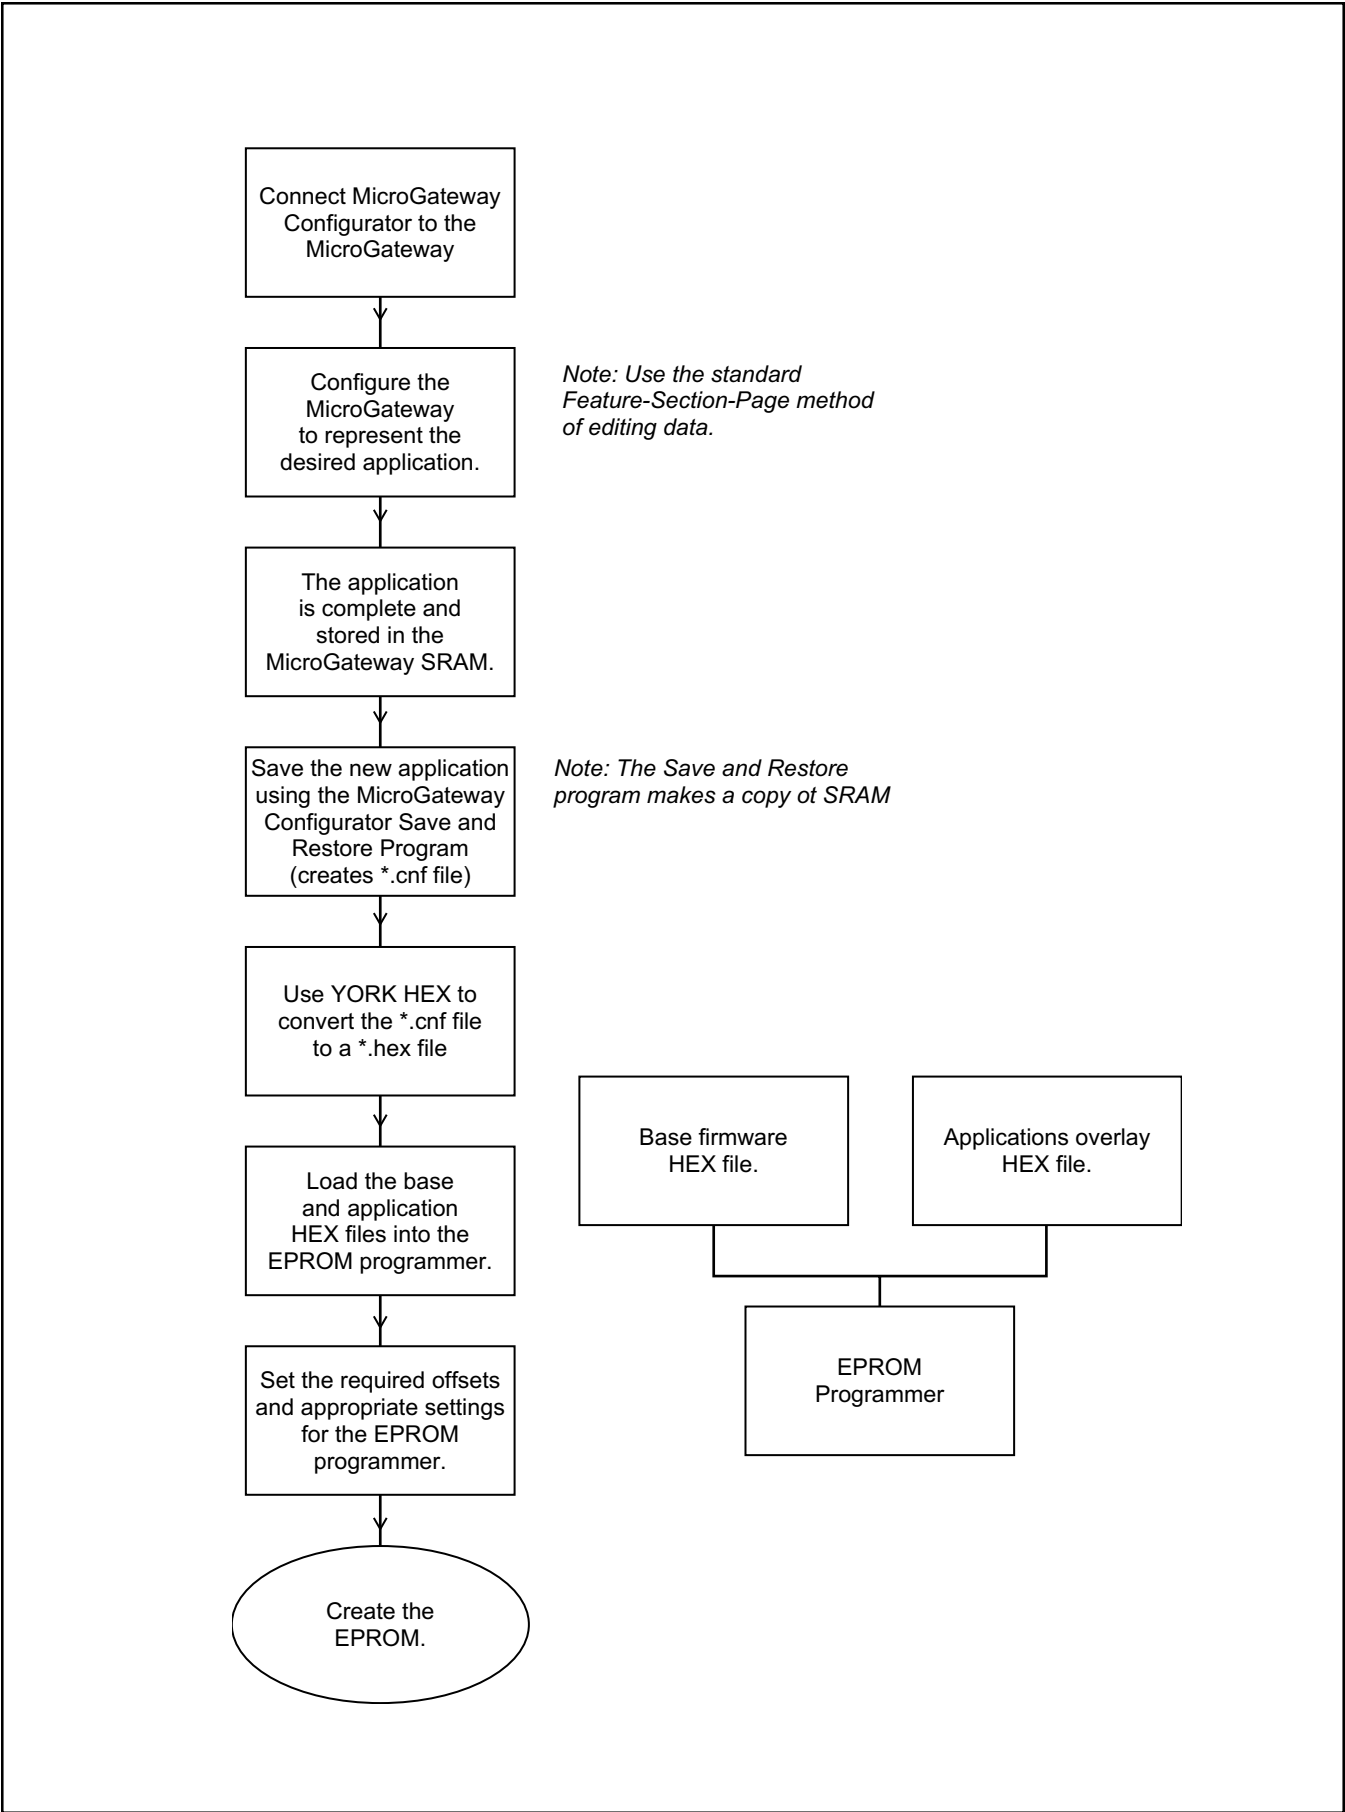 Connect MicroGateway
Configurator to the
MicroGateway
Configure the
MicroGateway
to represent the
desired application.
Note: Use the standard
Feature-Section-Page method
of editing data.
The application
is complete and
stored in the
MicroGateway SRAM.
Save the new application
using the MicroGateway
Configurator Save and
Restore Program
(creates *.cnf file)
Note: The Save and Restore
program makes a copy ot SRAM
Use YORK HEX to
convert the *.cnf file
to a *.hex file
Load the base
and application
HEX files into the
EPROM programmer.
Base firmware
HEX file.
Applications overlay
HEX file.
EPROM
Programmer
Set the required offsets
and appropriate settings
for the EPROM
programmer.
Create the
EPROM.